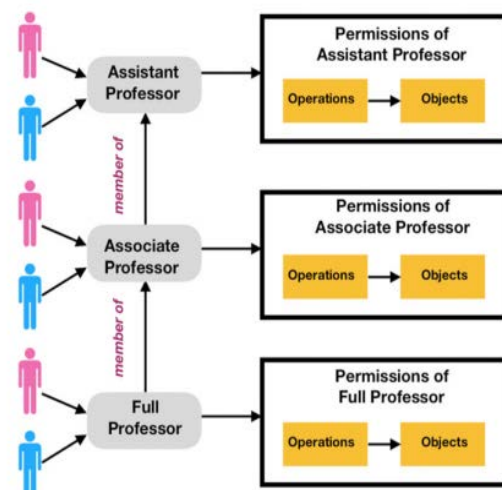 Assistant
Professor
Permissions of
Assistant Professor
Operations
Objects
member of
Associate
Professor
Permissions of
Associate Professor
Operations
Objects
member of
Full
Professor
Permissions of
Full Professor
Operations
Objects